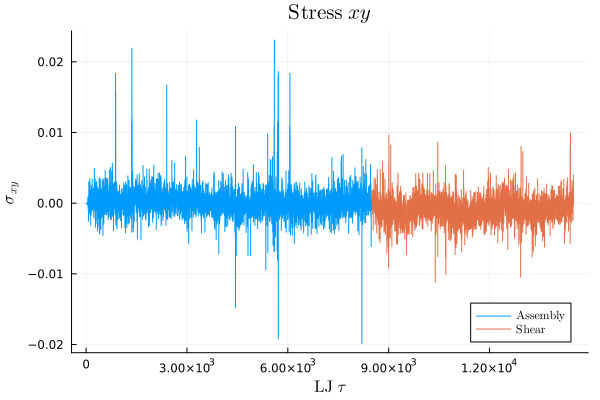 Stress xy
0.02
0.01
0.00
−0.01
−0.02
σxy
0
3.00×10³
6.00×10³
9.00×10³
1.20×10⁴
LJ τ
Assembly
Shear